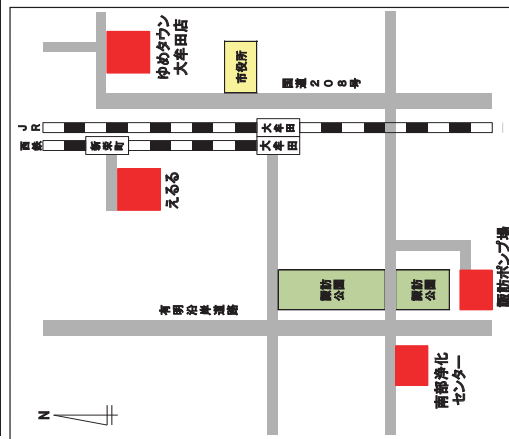 ゆめタウン
大牟田店
市役所
国道208号
JR
大牟田
西鉄
新栄町
大牟田
えるる
諏訪
公園
諏訪
公園
諏訪ポンプ場
有明沿岸道路
南部浄化
センター
N